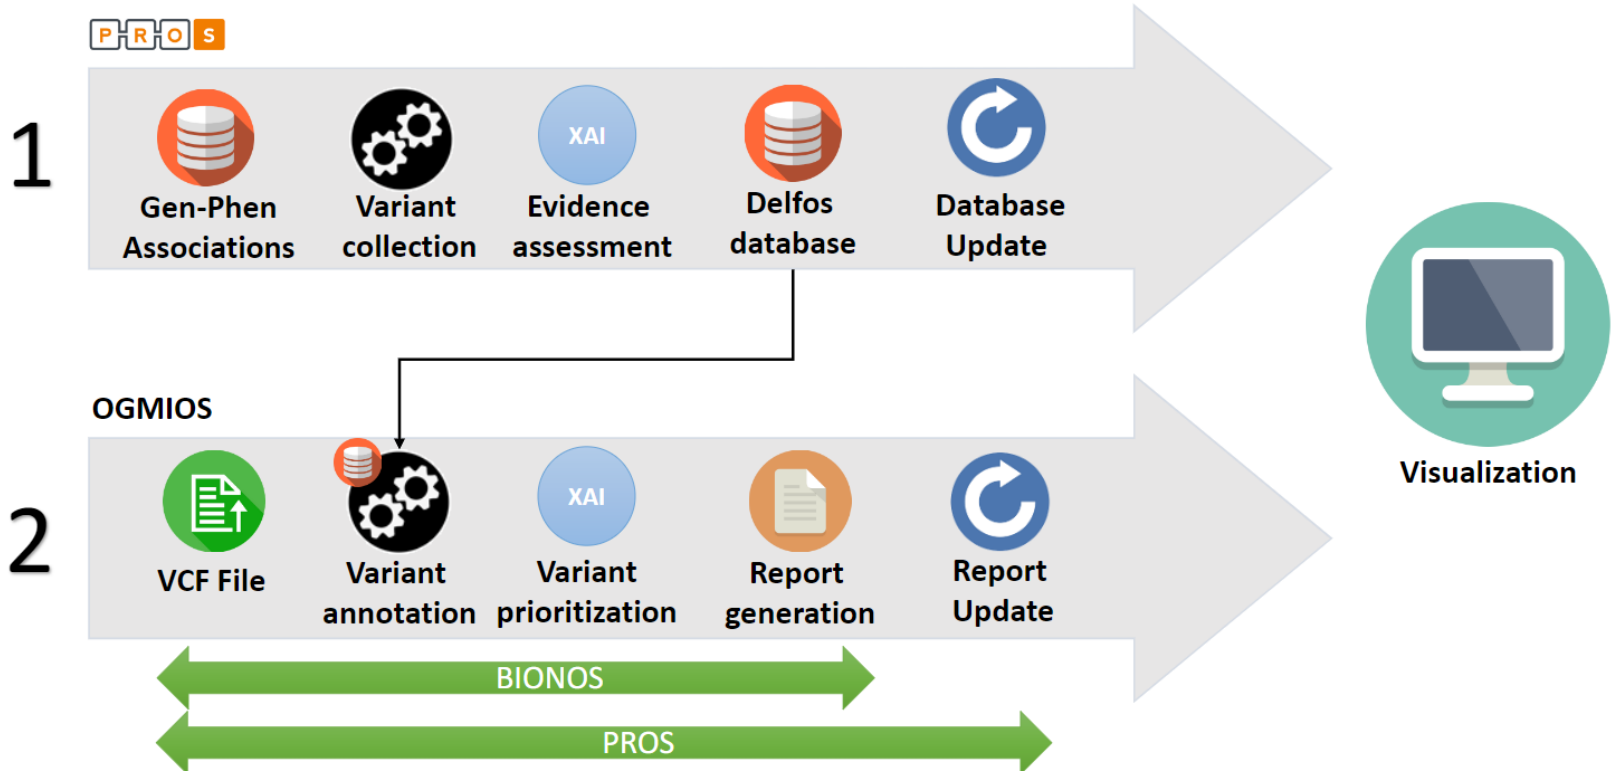 PROS
1
Gen-Phen
Associations
Variant
collection
XAI
Evidence
assessment
Delfos
database
Database
Update
OGMIOS
2
VCF File
Variant
annotation
XAI
Variant
prioritization
Report
generation
Report
Update
Visualization
BIONOS
PROS